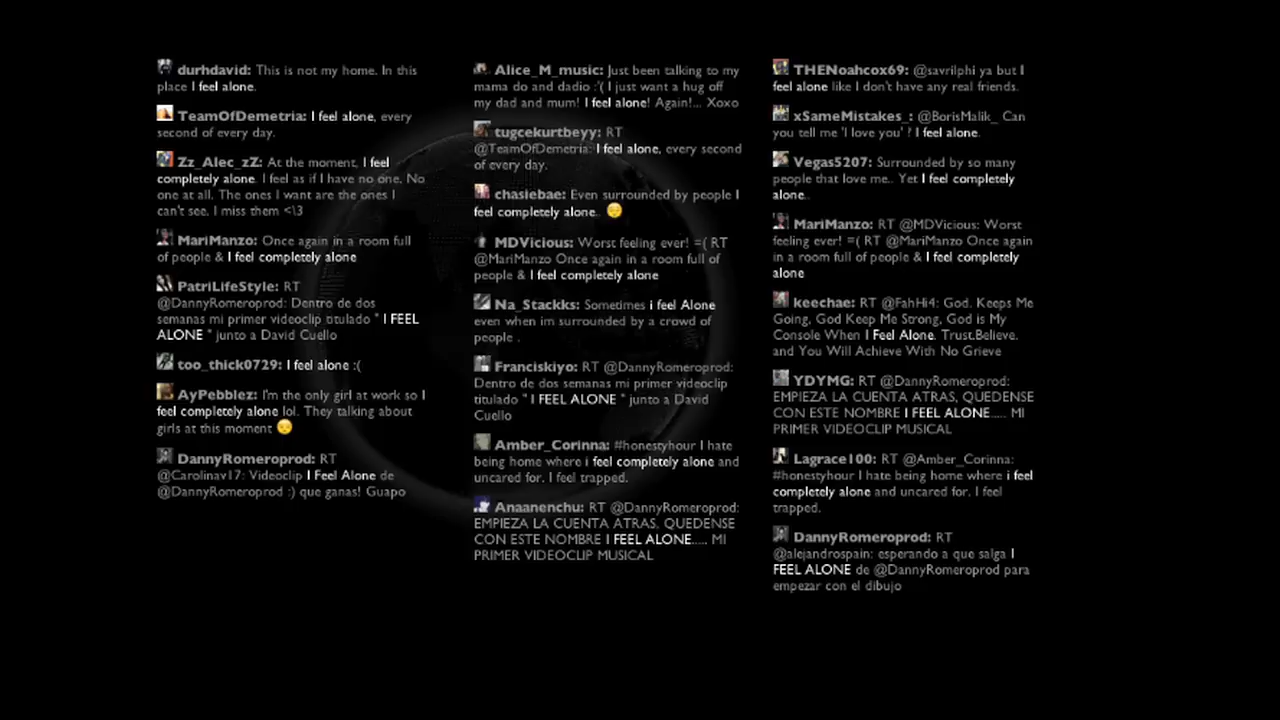 durhdavid: This is not my home. In this
place I feel alone.
TeamOfDemetria: I feel alone, every
second of every day.
Zz_Alec_zZ: At the moment, I feel
completely alone. I feel as if I have no one. No
one at all. The ones I want are the ones I
can't see. I miss them <\3
MariManzo: Once again in a room full
of people & I feel completely alone
PatriLifeStyle: RT
@DannyRomeroprod: Dentro de dos
semanas mi primer videoclip titulado " I FEEL
ALONE " junto a David Cuello
too_thick0729: I feel alone :(
AyPebblez: I'm the only girl at work so I
feel completely alone lol. They talking about
girls at this moment 😔
DannyRomeroprod: RT
@Carolinav17: Videoclip I Feel Alone de
@DannyRomeroprod :) que ganas! Guapo
Alice_M_music: Just been talking to my
mama do and dadio :'( I just want a hug off
my dad and mum! I feel alone! Again!... Xoxo
tugcekurtbeyy: RT
@TeamOfDemetria: I feel alone, every second
of every day.
chasiebae: Even surrounded by people I
feel completely alone.. 😔
MDVicious: Worst feeling ever! =( RT
@MariManzo Once again in a room full of
people & I feel completely alone
Na_Stackks: Sometimes i feel Alone
even when im surrounded by a crowd of
people .
Franciskiyo: RT @DannyRomeroprod:
Dentro de dos semanas mi primer videoclip
titulado " I FEEL ALONE " junto a David
Cuello
Amber_Corinna: #honestyhour I hate
being home where i feel completely alone and
uncared for. I feel trapped.
Anaanenchu: RT @DannyRomeroprod:
EMPIEZA LA CUENTA ATRAS, QUEDENSE
CON ESTE NOMBRE I FEEL ALONE..... MI
PRIMER VIDEOCLIP MUSICAL
THENoahcox69: @savrilphi ya but I
feel alone like I don't have any real friends.
xSameMistakes_: @BorisMalik_ Can
you tell me 'I love you' ? I feel alone.
Vegas5207: Surrounded by so many
people that love me.. Yet I feel completely
alone..
MariManzo: RT @MDVicious: Worst
feeling ever! =( RT @MariManzo Once again
in a room full of people & I feel completely
alone
keechae: RT @FahHi4: God. Keeps Me
Going, God Keep Me Strong, God is My
Console When I Feel Alone. Trust.Believe.
and You Will Achieve With No Grieve
YDYMG: RT @DannyRomeroprod:
EMPIEZA LA CUENTA ATRAS, QUEDENSE
CON ESTE NOMBRE I FEEL ALONE..... MI
PRIMER VIDEOCLIP MUSICAL
Lagrace100: RT @Amber_Corinna:
#honestyhour I hate being home where i feel
completely alone and uncared for. I feel
trapped.
DannyRomeroprod: RT
@alejandrospain: esperando a que salga I
FEEL ALONE de @DannyRomeroprod para
empezar con el dibujo